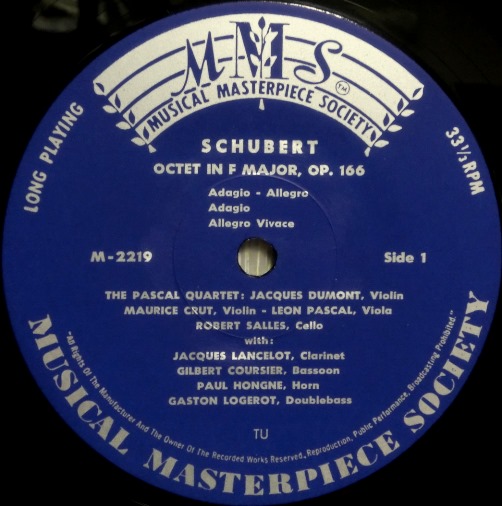 MMS
TM
MUSICAL MASTERPIECE SOCIETY
LONG PLAYING
33 1/3 RPM
SCHUBERT
OCTET IN F MAJOR, OP. 166
Adagio - Allegro
Adagio
Allegro Vivace
M-2219
Side 1
THE PASCAL QUARTET: JACQUES DUMONT, Violin
MAURICE CRUT, Violin - LEON PASCAL, Viola
ROBERT SALLES, Cello
with:
JACQUES LANCELOT, Clarinet
GILBERT COURSIER, Bassoon
PAUL HONGNE, Horn
GASTON LOGEROT, Doublebass
TU
"All Rights Of The Manufacturer And The Owner Of The Recorded Works Reserved. Reproduction, Public Performance, Broadcasting Prohibited."
MUSICAL MASTERPIECE SOCIETY